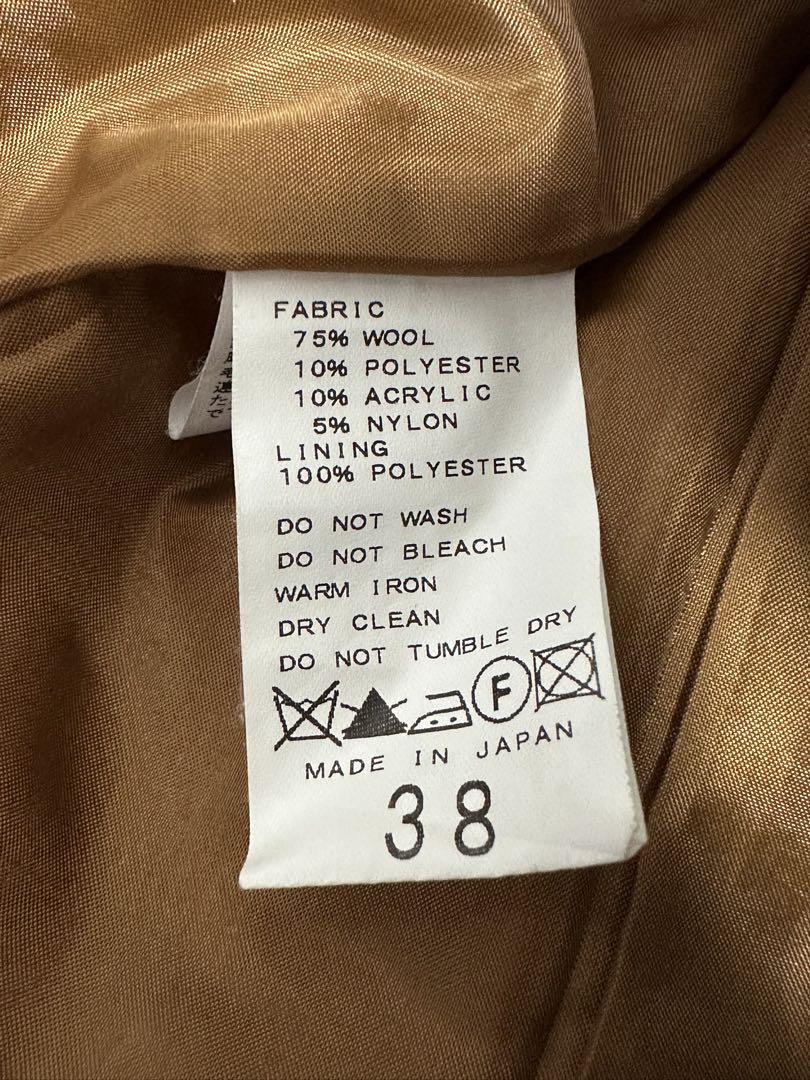 FABRIC
75% WOOL
10% POLYESTER
10% ACRYLIC
5% NYLON
LINING
100% POLYESTER
DO NOT WASH
DO NOT BLEACH
WARM IRON
DRY CLEAN
DO NOT TUMBLE DRY
F
MADE IN JAPAN
38